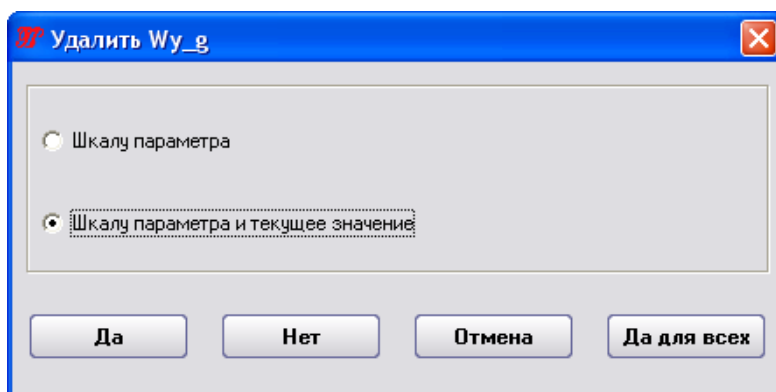 Удалить Wy_g
Шкалу параметра
Шкалу параметра и текущее значение
Да Нет Отмена Да для всех